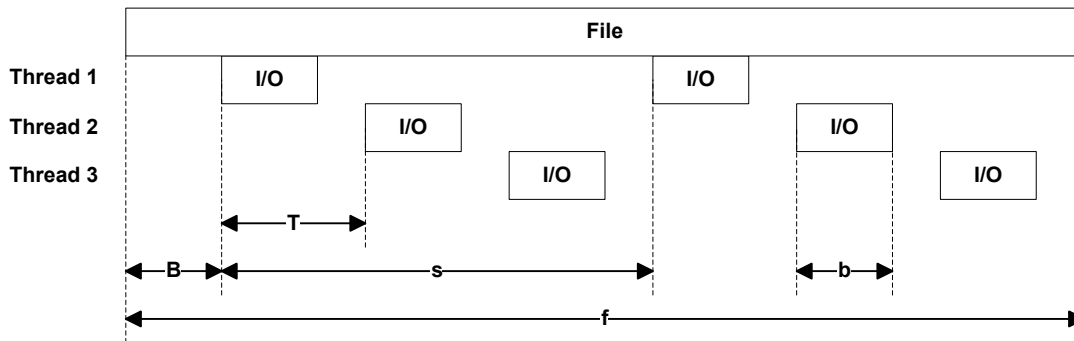 File
Thread 1 I/O I/O
Thread 2 I/O I/O
Thread 3 I/O I/O
T
B s b
f